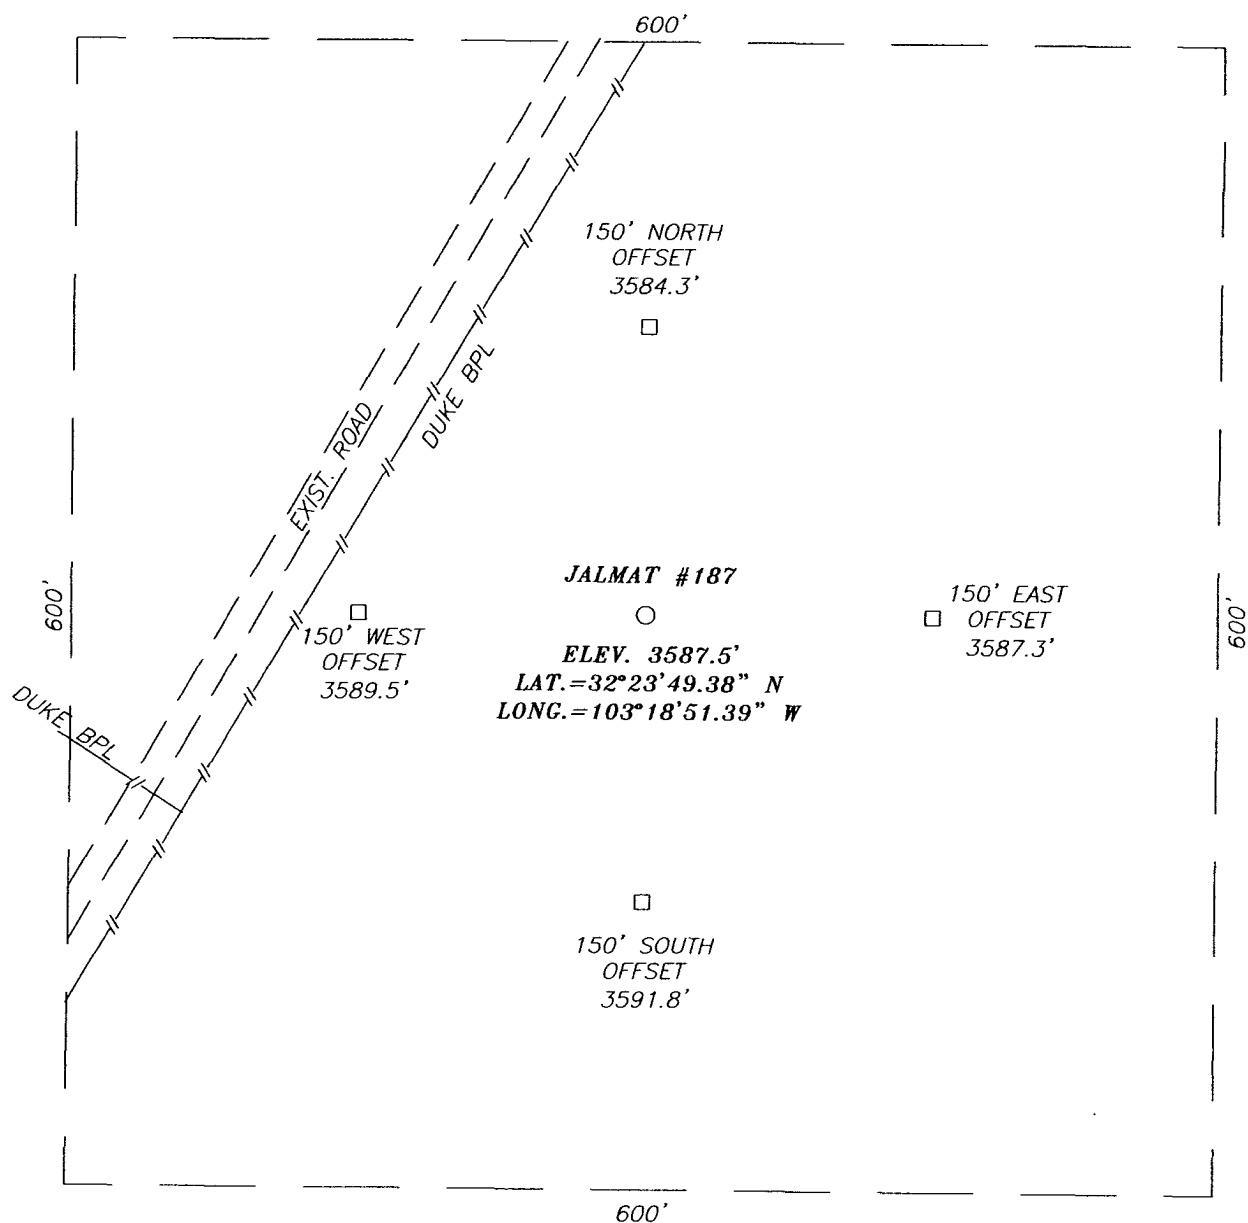 600'
150' NORTH
OFFSET
3584.3'
EXIST. ROAD
DUKE BPL
600'
JALMAT #187
ELEV. 3587.5'
LAT.=32°23'49.38" N
LONG.=103°18'51.39" W
150' WEST
OFFSET
3589.5'
150' EAST
OFFSET
3587.3'
600'
DUKE BPL
150' SOUTH
OFFSET
3591.8'
600'